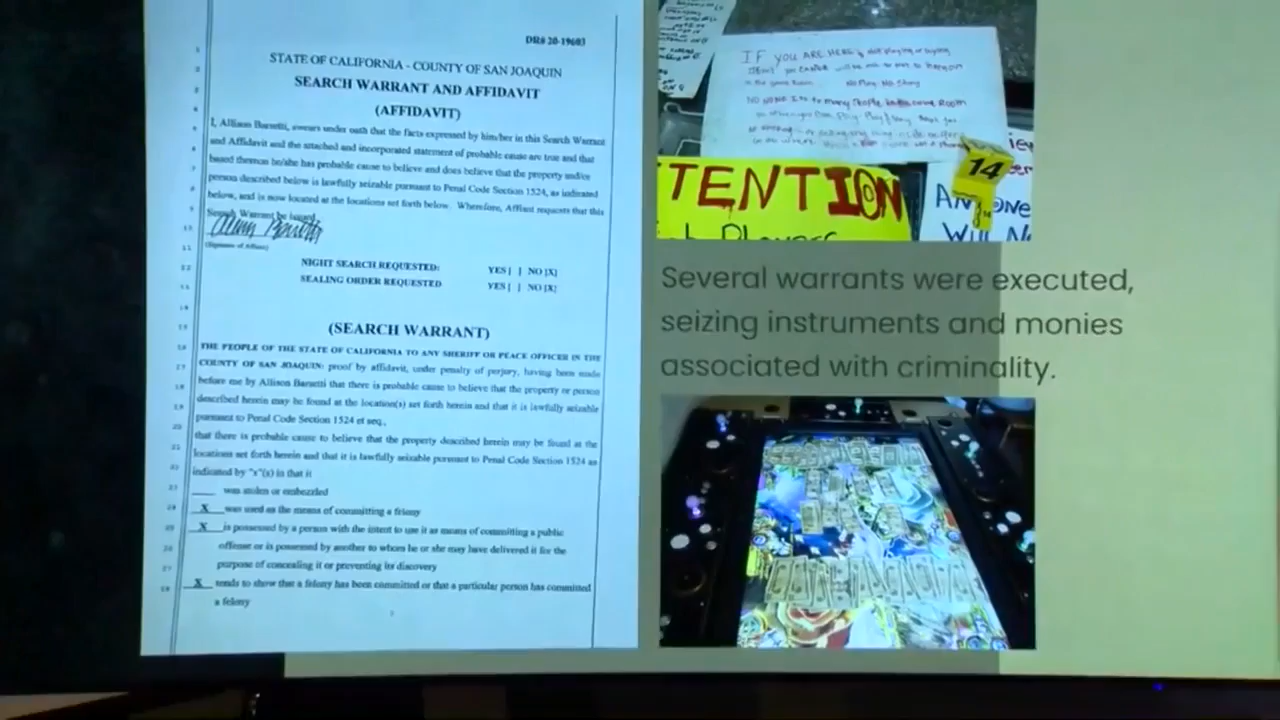 DR# 20-19603
STATE OF CALIFORNIA - COUNTY OF SAN JOAQUIN
SEARCH WARRANT AND AFFIDAVIT
(AFFIDAVIT)
I, Allison Barsetti, swears under oath that the facts expressed by him/her in this Search Warrant
and Affidavit and the attached and incorporated statement of probable cause are true and that
based thereon he/she has probable cause to believe and does believe that the property and/or
person described below is lawfully seizable pursuant to Penal Code Section 1524, as indicated
below, and is now located at the locations set forth below. Wherefore, Affiant requests that this
Search Warrant be issued.
(Signature of Affiant)
NIGHT SEARCH REQUESTED: YES[ ] NO [X]
SEALING ORDER REQUESTED YES[ ] NO [X]
(SEARCH WARRANT)
THE PEOPLE OF THE STATE OF CALIFORNIA TO ANY SHERIFF OR PEACE OFFICER IN THE
COUNTY OF SAN JOAQUIN: proof by affidavit, under penalty of perjury, having been made
before me by Allison Barsetti that there is probable cause to believe that the property or person
described herein may be found at the location(s) set forth herein and that it is lawfully seizable
pursuant to Penal Code Section 1524 et seq.,
that there is probable cause to believe that the property described herein may be found at the
locations set forth herein and that it is lawfully seizable pursuant to Penal Code Section 1524 as
indicated by "x"(s) in that it
____ was stolen or embezzled
X was used as the means of committing a felony
X is possessed by a person with the intent to use it as means of committing a public
offense or is possessed by another to whom he or she may have delivered it for the
purpose of concealing it or preventing its discovery
X tends to show that a felony has been committed or that a particular person has committed
a felony
IF YOU ARE HERE
No Play No Stay
14
TENTION
Players
Several warrants were executed,
seizing instruments and monies
associated with criminality.